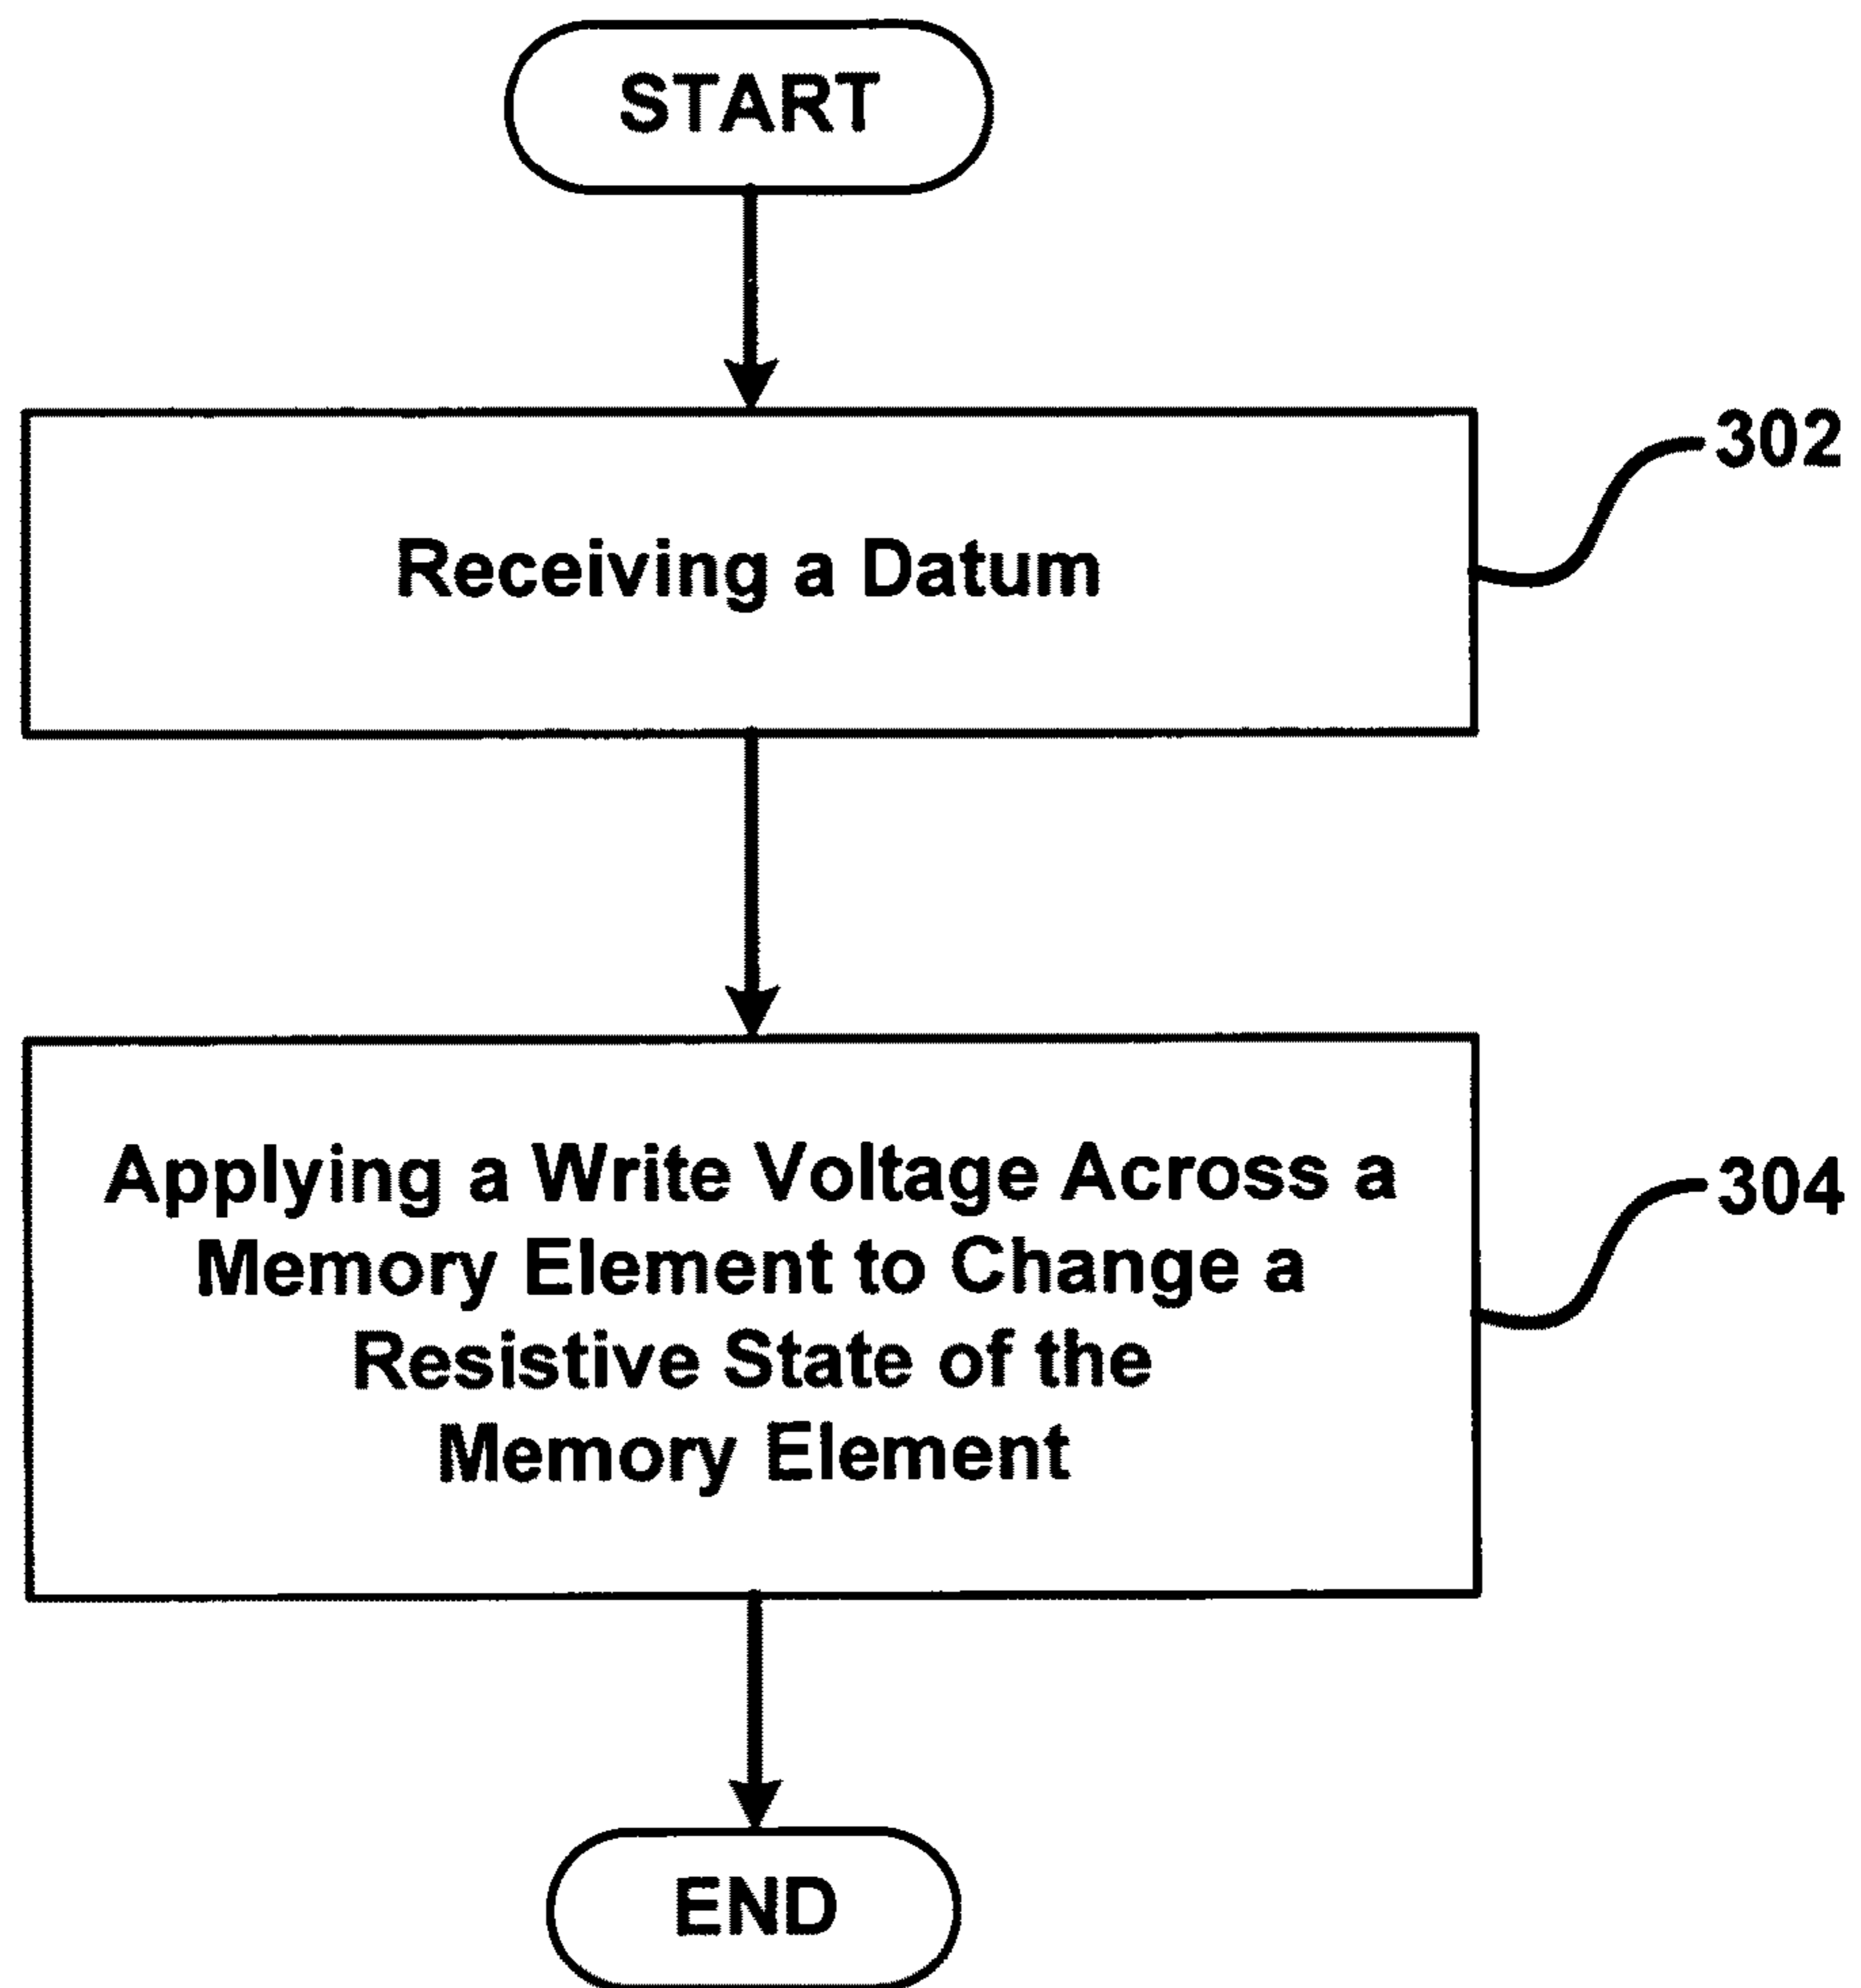 START
302
Receiving a Datum
Applying a Write Voltage Across a
304
Memory Element to Change a
Resistive State of the
Memory Element
END